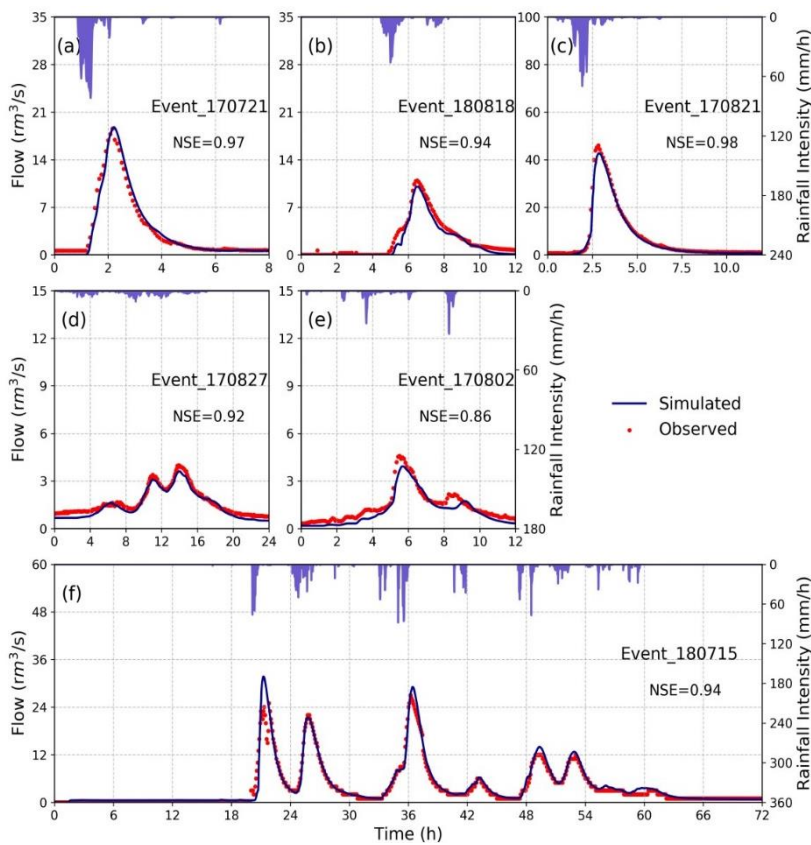 35 28 21 14 7 0
Flow (rm³/s)
(a)
Event_170721
NSE=0.97
0 2 4 6 8
35 28 21 14 7 0
(b)
Event_180818
NSE=0.94
0 2 4 6 8 10 12
100 80 60 40 20 0
(c)
Event_170821
NSE=0.98
0.0 2.5 5.0 7.5 10.0
0 60 120 180 240
Rainfall Intensity (mm/h)
15 12 9 6 3 0
Flow (rm³/s)
(d)
Event_170827
NSE=0.92
0 4 8 12 16 20 24
15 12 9 6 3 0
(e)
Event_170802
NSE=0.86
0 2 4 6 8 10 12
0 60 120 180
Rainfall Intensity (mm/h)
Simulated
Observed
60 48 36 24 12 0
Flow (rm³/s)
(f)
Event_180715
NSE=0.94
0 6 12 18 24 30 36 42 48 54 60 66 72
Time (h)
0 60 120 180 240 300 360
Rainfall Intensity (mm/h)